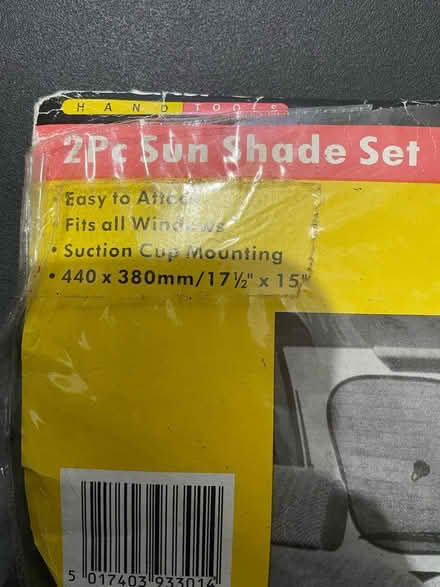 HAND TOOLS
2Pc Sun Shade Set
• Easy to Attach
• Fits all Windows
• Suction Cup Mounting
• 440 x 380mm/17½" x 15"
5 017403 933014